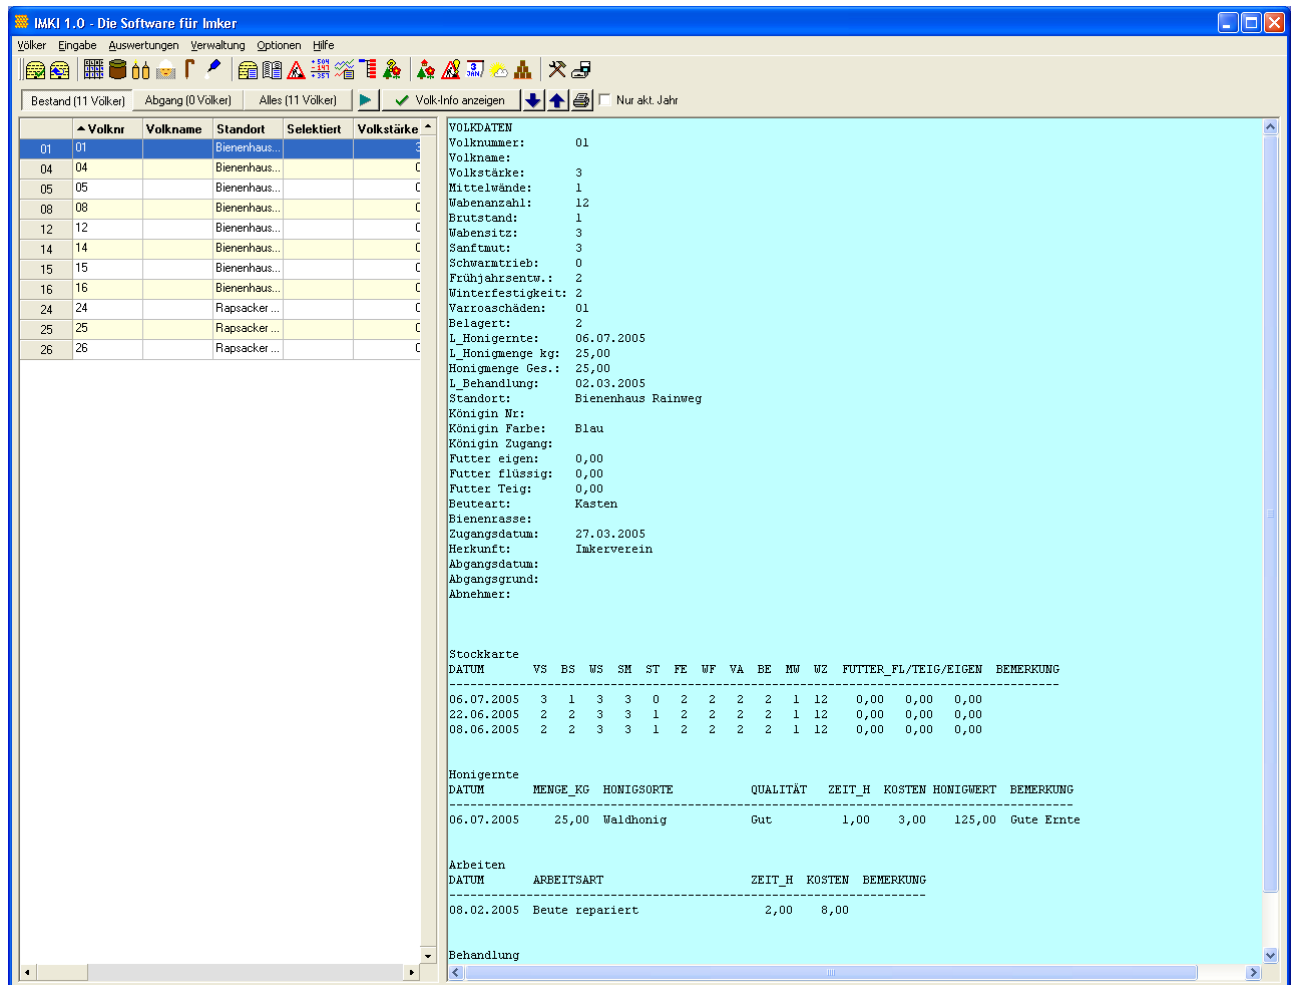 IMKI 1.0 - Die Software für Imker
Völker Eingabe Auswertungen Verwaltung Optionen Hilfe
Bestand (11 Völker) Abgang (0 Völker) Alles (11 Völker) Volk-Info anzeigen Nur akt. Jahr
Volknr Volkname Standort Selektiert Volkstärke
01 01 Bienenhaus... 3
04 04 Bienenhaus...
05 05 Bienenhaus...
08 08 Bienenhaus...
12 12 Bienenhaus...
14 14 Bienenhaus...
15 15 Bienenhaus...
16 16 Bienenhaus...
24 24 Rapsacker ...
25 25 Rapsacker ...
26 26 Rapsacker ...
VOLKDATEN
Volknummer: 01
Volkname:
Volkstärke: 3
Mittelwände: 1
Wabenanzahl: 12
Brutstand: 1
Wabensitz: 3
Sanftmut: 3
Schwarmtrieb: 0
Frühjahrsentw.: 2
Winterfestigkeit: 2
Varroaschäden: 01
Belagert: 2
L_Honigernte: 06.07.2005
L_Honigmenge kg: 25,00
Honigmenge Ges.: 25,00
L_Behandlung: 02.03.2005
Standort: Bienenhaus Rainweg
Königin Nr:
Königin Farbe: Blau
Königin Zugang:
Futter eigen: 0,00
Futter flüssig: 0,00
Futter Teig: 0,00
Beuteart: Kasten
Bienenrasse:
Zugangsdatum: 27.03.2005
Herkunft: Imkerverein
Abgangsdatum:
Abgangsgrund:
Abnehmer:
Stockkarte
DATUM VS BS WS SM ST FE WF VA BE MW WZ FUTTER_FL/TEIG/EIGEN BEMERKUNG
06.07.2005 3 1 3 3 0 2 2 2 2 1 12 0,00 0,00 0,00
22.06.2005 2 2 3 3 1 2 2 2 2 1 12 0,00 0,00 0,00
08.06.2005 2 2 3 3 1 2 2 2 2 1 12 0,00 0,00 0,00
Honigernte
DATUM MENGE_KG HONIGSORTE QUALITÄT ZEIT_H KOSTEN HONIGWERT BEMERKUNG
06.07.2005 25,00 Waldhonig Gut 1,00 3,00 125,00 Gute Ernte
Arbeiten
DATUM ARBEITSART ZEIT_H KOSTEN BEMERKUNG
08.02.2005 Beute repariert 2,00 8,00
Behandlung